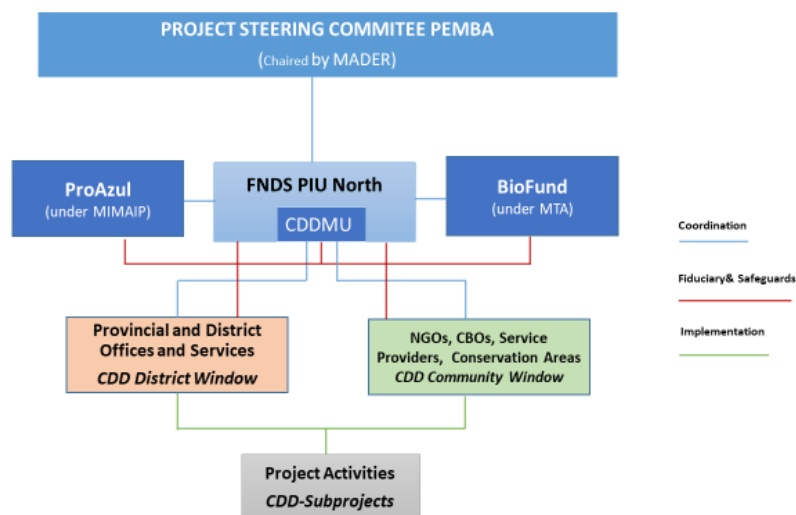 PROJECT STEERING COMMITEE PEMBA
(Chaired by MADER)
ProAzul
(under MIMAIP)
FNDS PIU North
CDDMU
BioFund
(under MTA)
Coordination
Fiduciary& Safeguards
Implementation
Provincial and District
Offices and Services
CDD District Window
NGOs, CBOs, Service
Providers, Conservation Areas
CDD Community Window
Project Activities
CDD-Subprojects